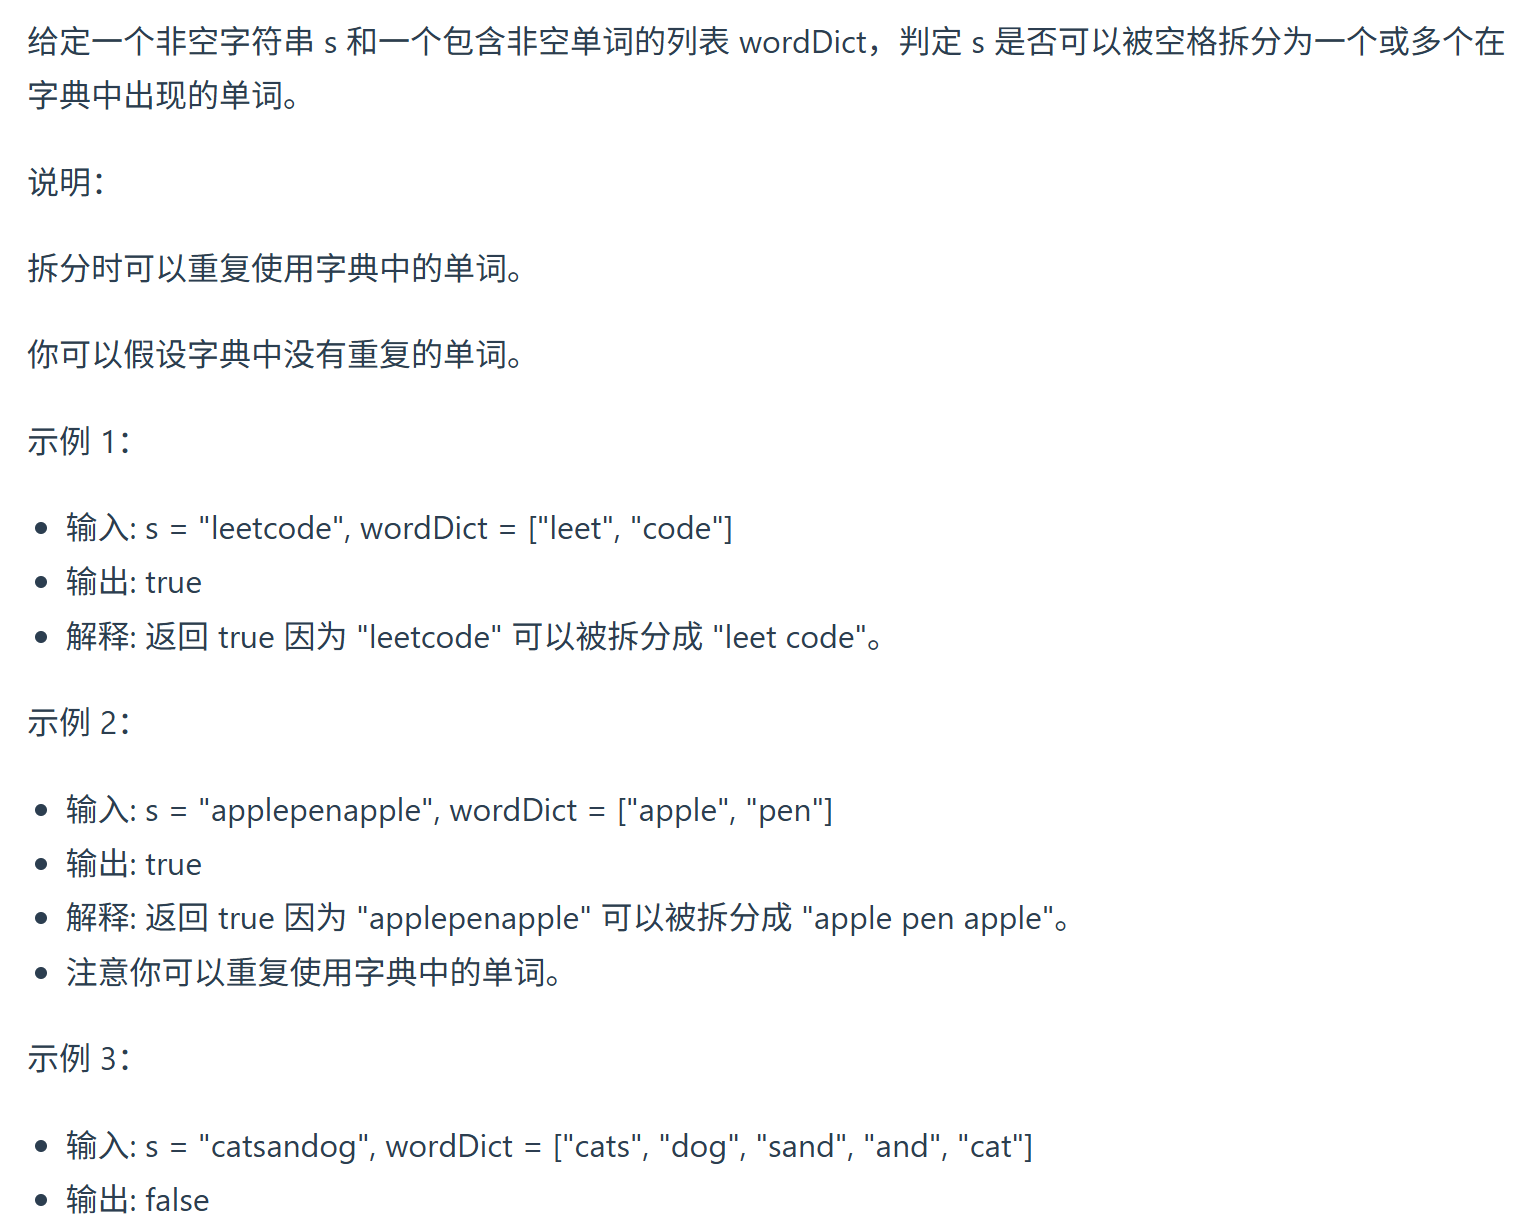 给定一个非空字符串 s 和一个包含非空单词的列表 wordDict，判定 s 是否可以被空格拆分为一个或多个在
字典中出现的单词。
说明：
拆分时可以重复使用字典中的单词。
你可以假设字典中没有重复的单词。
示例 1：
• 输入: s = "leetcode", wordDict = ["leet", "code"]
• 输出: true
• 解释: 返回 true 因为 "leetcode" 可以被拆分成 "leet code"。
示例 2：
• 输入: s = "applepenapple", wordDict = ["apple", "pen"]
• 输出: true
• 解释: 返回 true 因为 "applepenapple" 可以被拆分成 "apple pen apple"。
• 注意你可以重复使用字典中的单词。
示例 3：
• 输入: s = "catsandog", wordDict = ["cats", "dog", "sand", "and", "cat"]
• 输出: false